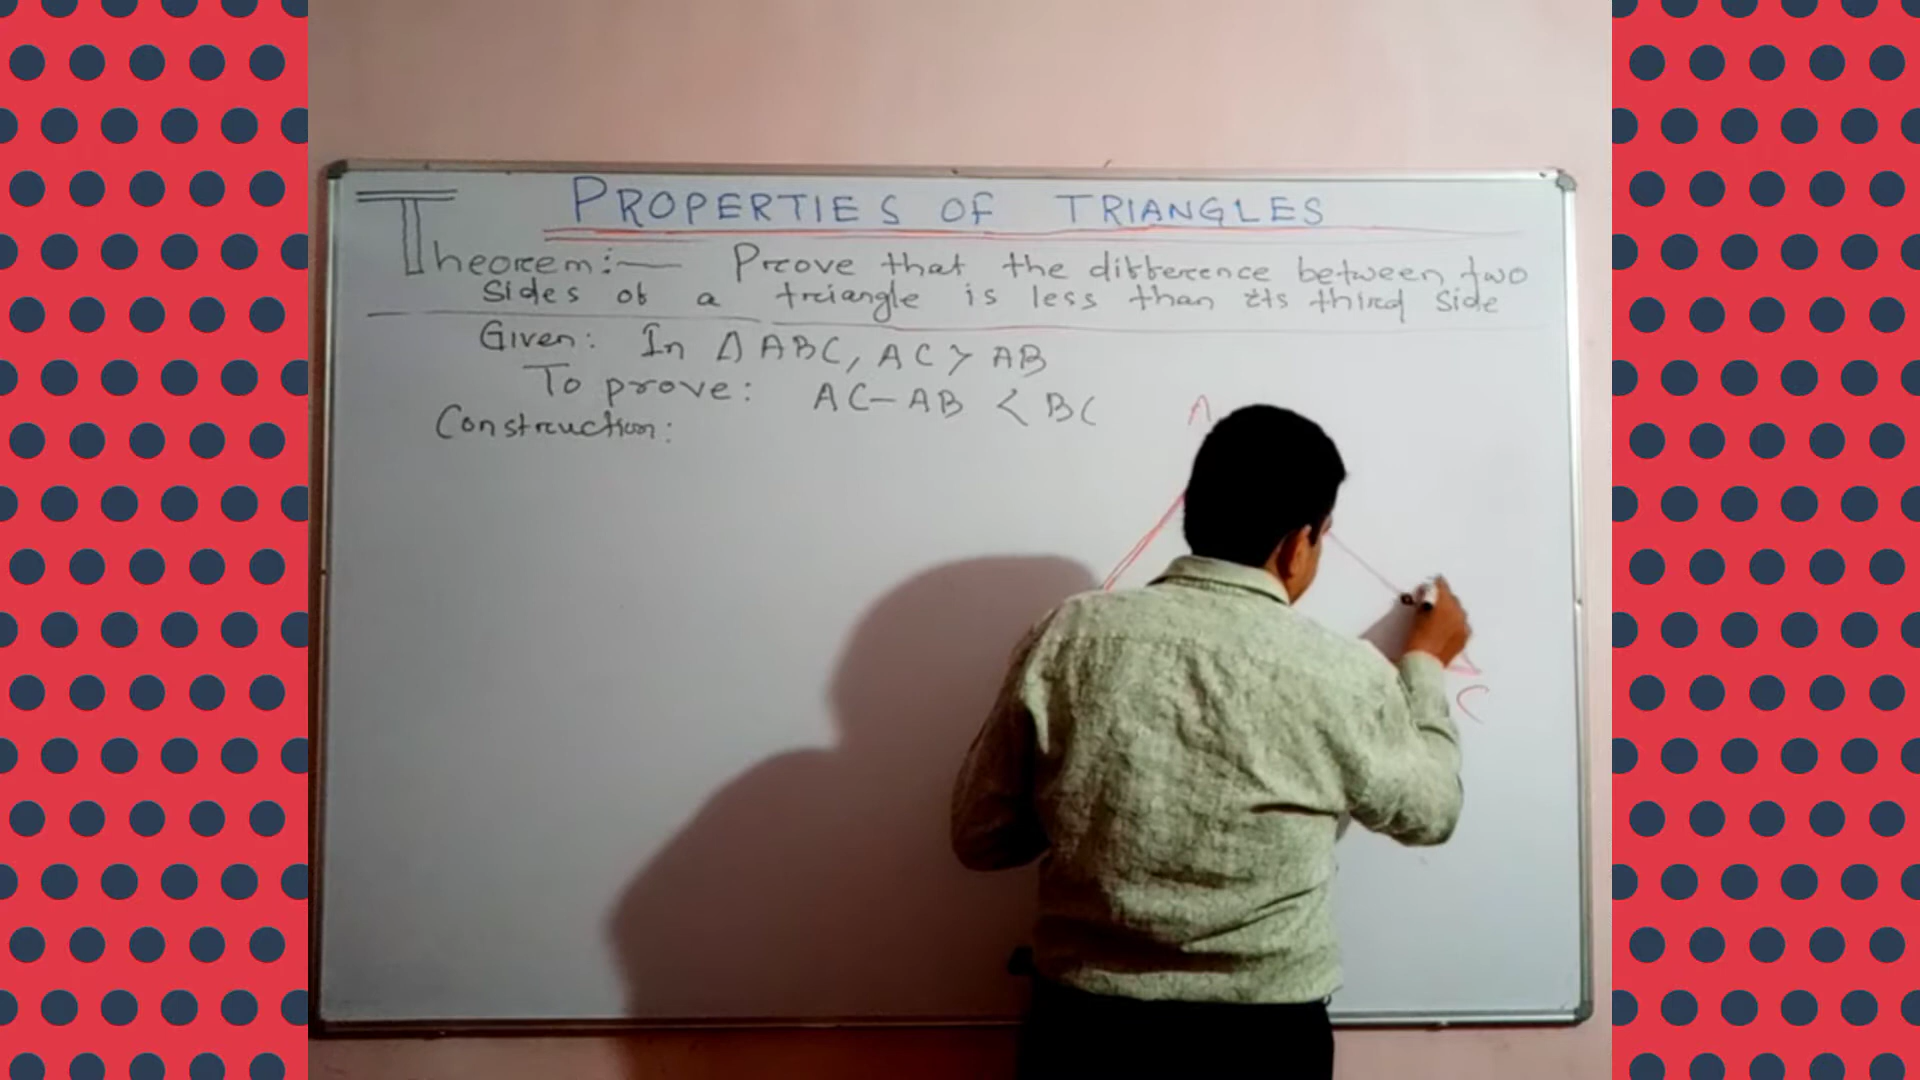 PROPERTIES OF TRIANGLES
Theorem:— Prove that the difference between two
sides of a triangle is less than its third side
Given: In Δ ABC, AC > AB
To prove: AC – AB < BC
Construction:
A
C